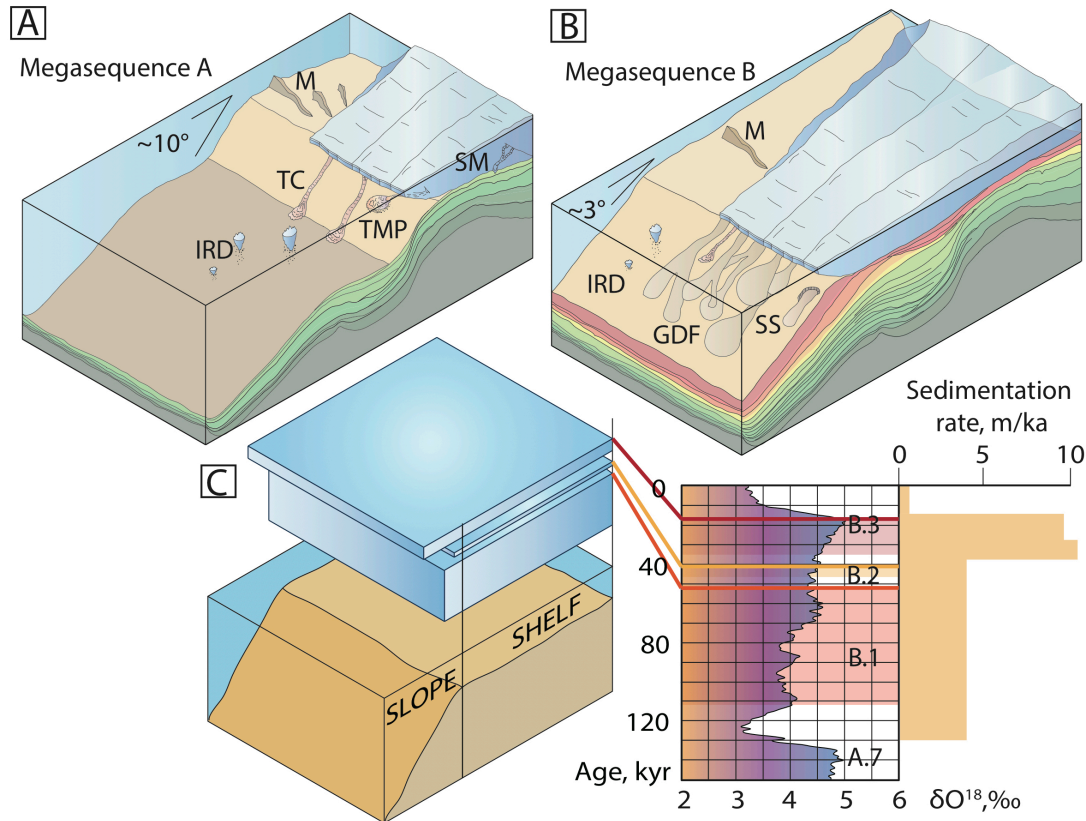 A
Megasequence A
~10°
M
TC
SM
TMP
IRD
B
Megasequence B
~3°
M
IRD
GDF
SS
C
SLOPE
SHELF
Sedimentation
rate, m/ka
0 5 10
0
40
80
120
Age, kyr
B.3
B.2
B.1
A.7
2 3 4 5 6 δO¹⁸,‰